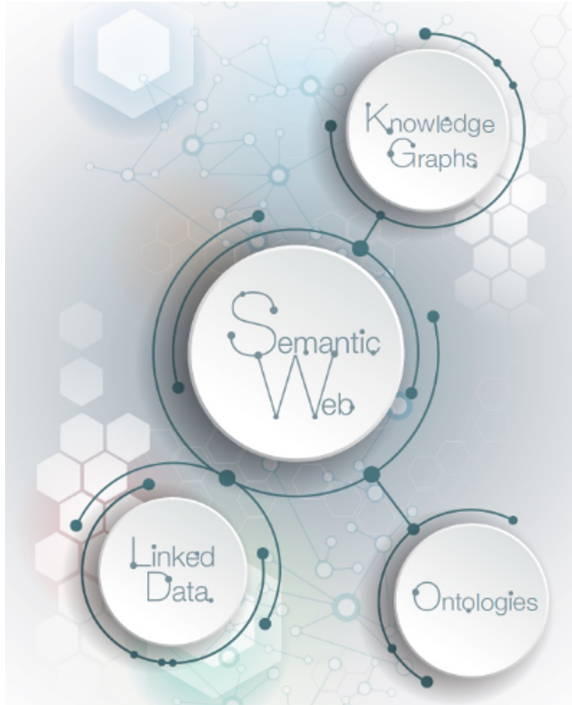 Knowledge
Graphs
Semantic
Web
Linked
Data
Ontologies